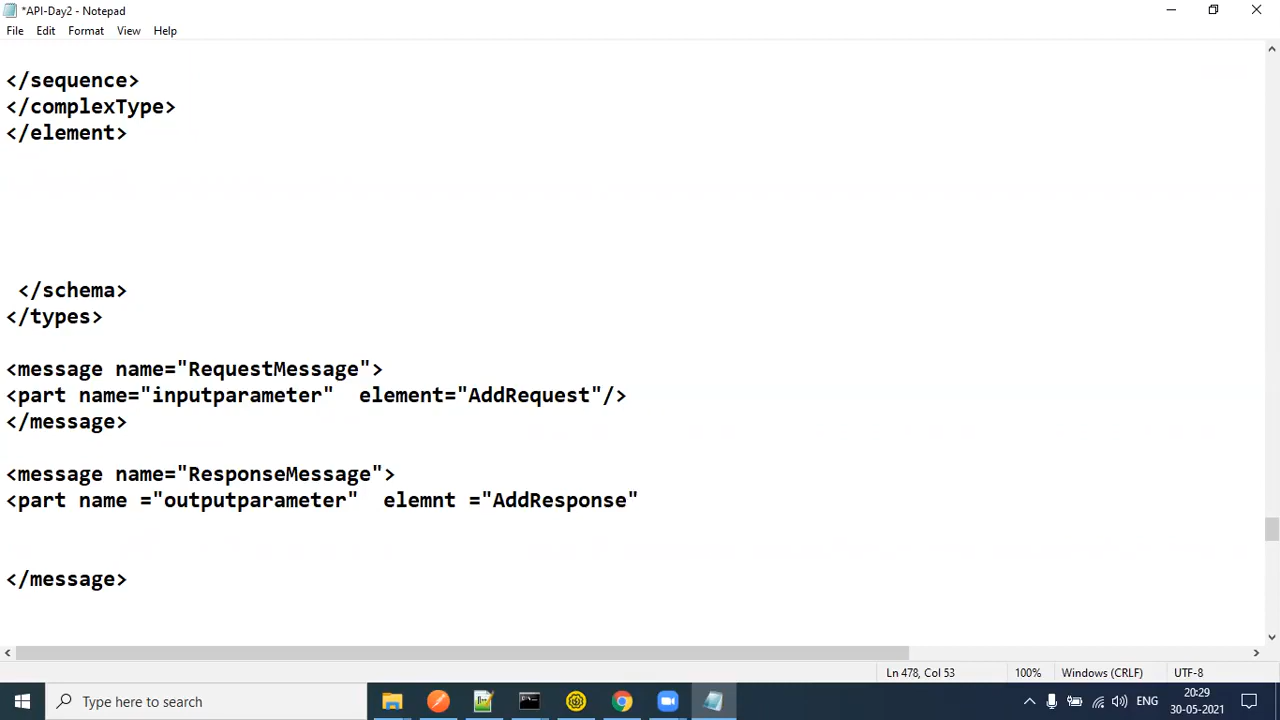 *API-Day2 - Notepad
File Edit Format View Help
</sequence>
</complexType>
</element>
</schema>
</types>
<message name="RequestMessage">
<part name="inputparameter" element="AddRequest"/>
</message>
<message name="ResponseMessage">
<part name ="outputparameter" elemnt ="AddResponse"
</message>
Ln 478, Col 53 100% Windows (CRLF) UTF-8
Type here to search
ENG
20:29
30-05-2021